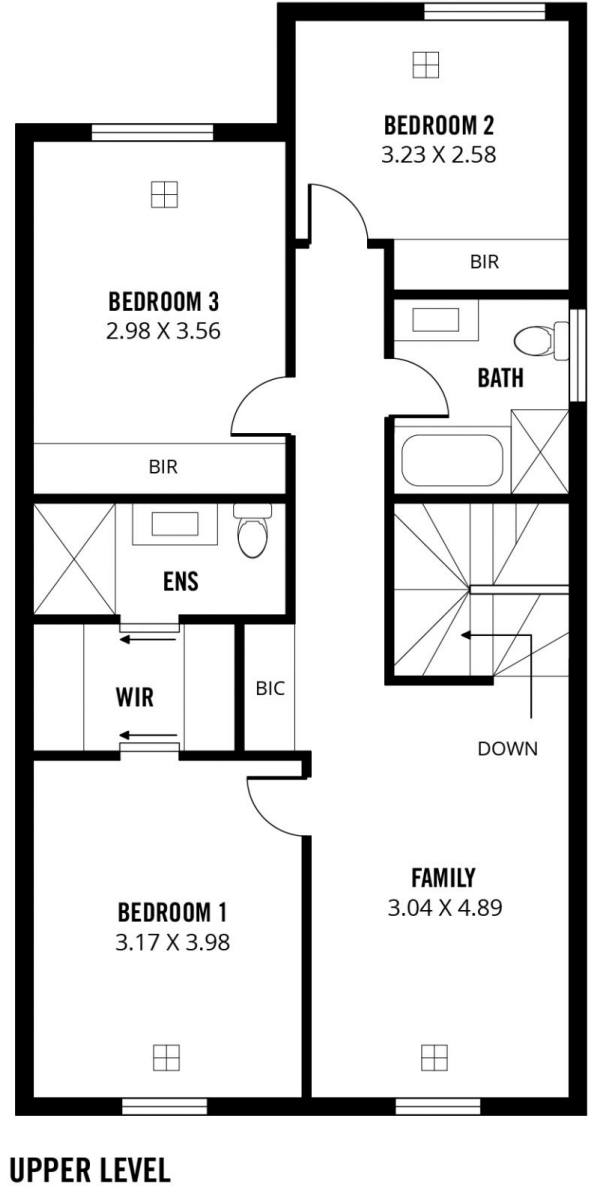 BEDROOM 2
3.23 X 2.58
BIR
BEDROOM 3
2.98 X 3.56
BIR
BATH
ENS
WIR
BIC
DOWN
BEDROOM 1
3.17 X 3.98
FAMILY
3.04 X 4.89
UPPER LEVEL